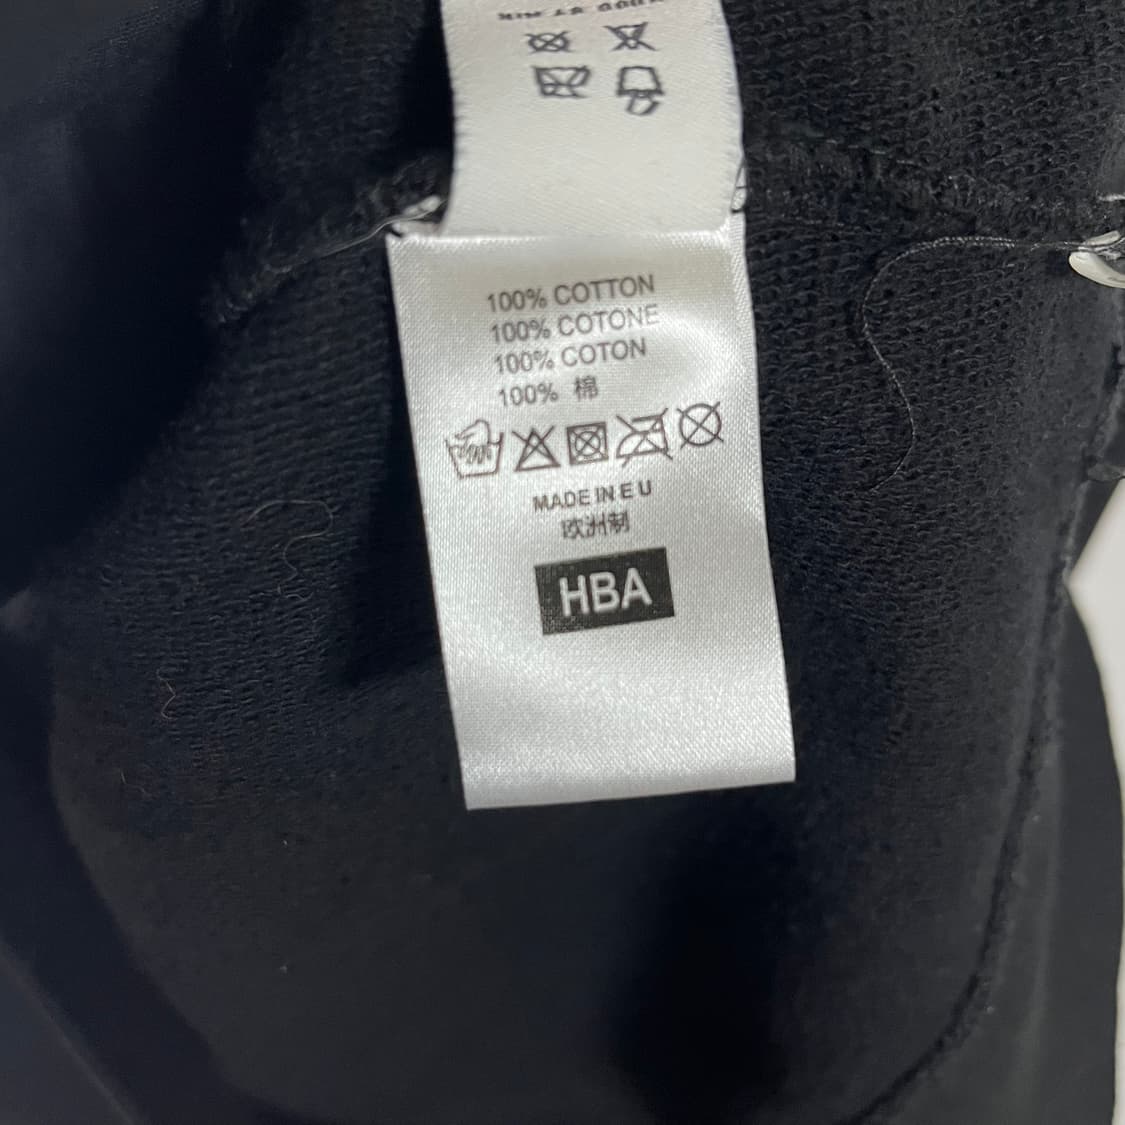 100% COTTON
100% COTONE
100% COTON
100% 棉
MADE IN E U
欧洲制
HBA